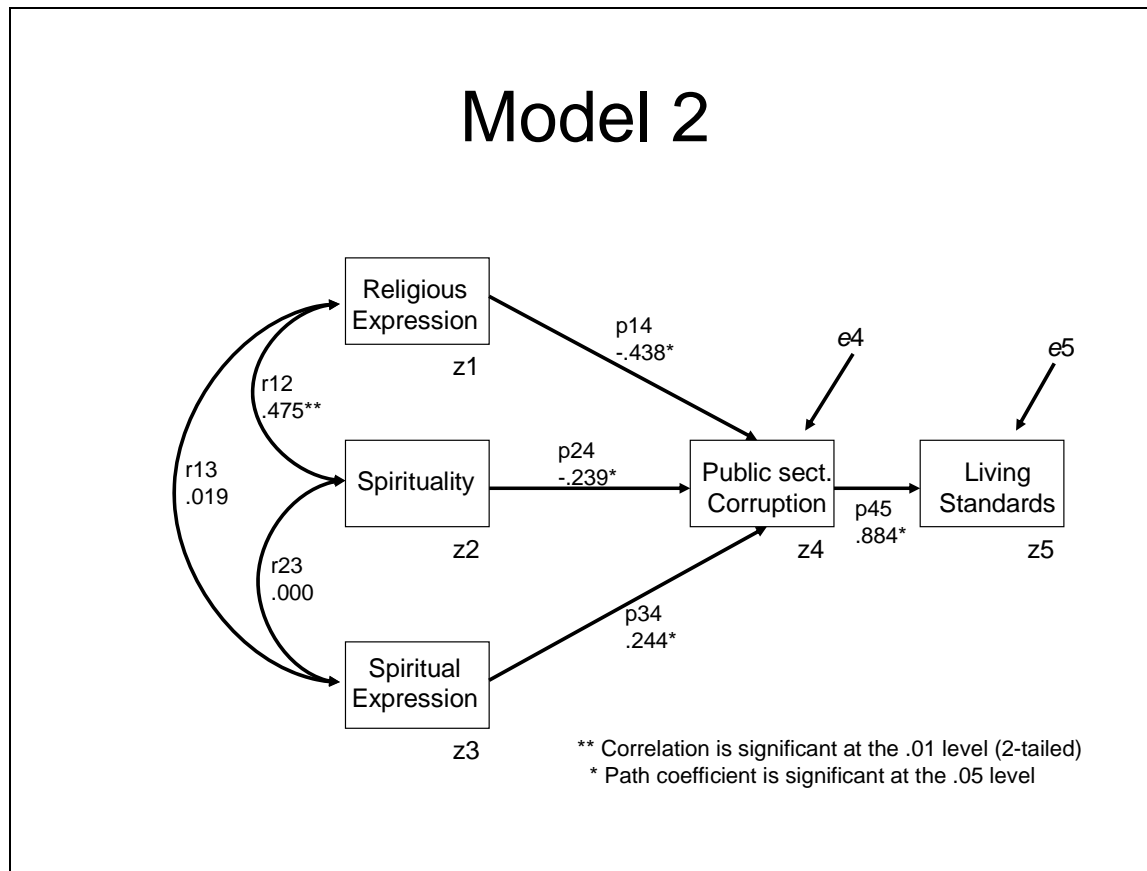 Model 2
Religious
Expression
z1
p14
-.438*
e4
e5
r12
.475**
r13
.019
Spirituality
z2
p24
-.239*
Public sect.
Corruption
z4
p45
.884*
Living
Standards
z5
r23
.000
p34
.244*
Spiritual
Expression
z3
** Correlation is significant at the .01 level (2-tailed)
* Path coefficient is significant at the .05 level